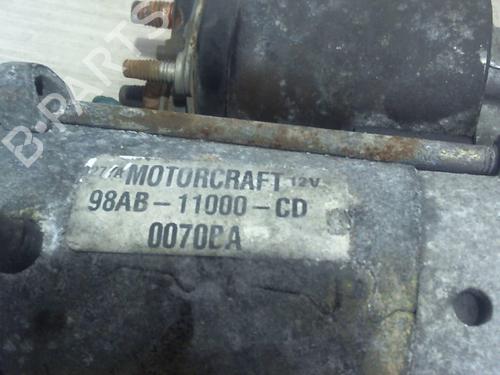 MOTORCRAFT 12V
98AB-11000-CD
0070BA
B-PARTS